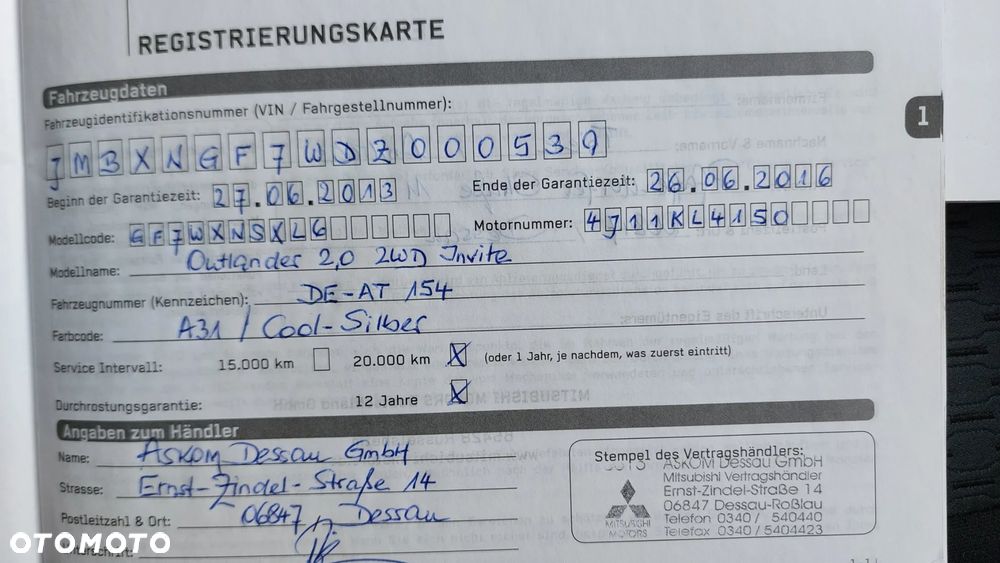 REGISTRIERUNGSKARTE
Fahrzeugdaten
Fahrzeugidentifikationsnummer (VIN / Fahrgestellnummer):
JMBXNGF7WDZ000539
Beginn der Garantiezeit: 27.06.2013 Ende der Garantiezeit: 26.06.2016
Modellcode: GF7WXNSXL6 Motornummer: 4J11KL4150
Modellname: Outlander 2,0 2WD Invite
Fahrzeugnummer (Kennzeichen): DE-AT 154
Farbcode: A31 / Cool-Silber
Service Intervall: 15.000 km 20.000 km X (oder 1 Jahr, je nachdem, was zuerst eintritt)
Durchrostungsgarantie: 12 Jahre X
1
Angaben zum Händler
Name: ASKOM Dessau GmbH
Strasse: Ernst-Zindel-Straße 14
Postleitzahl & Ort: 06847 Dessau
Stempel des Vertragshändlers:
ASKOM Dessau GmbH
Mitsubishi Vertragshändler
Ernst-Zindel-Straße 14
06847 Dessau-Roßlau
Telefon 0340 / 540440
Telefax 0340 / 5404423
MITSUBISHI
MOTORS
OTOMOTO